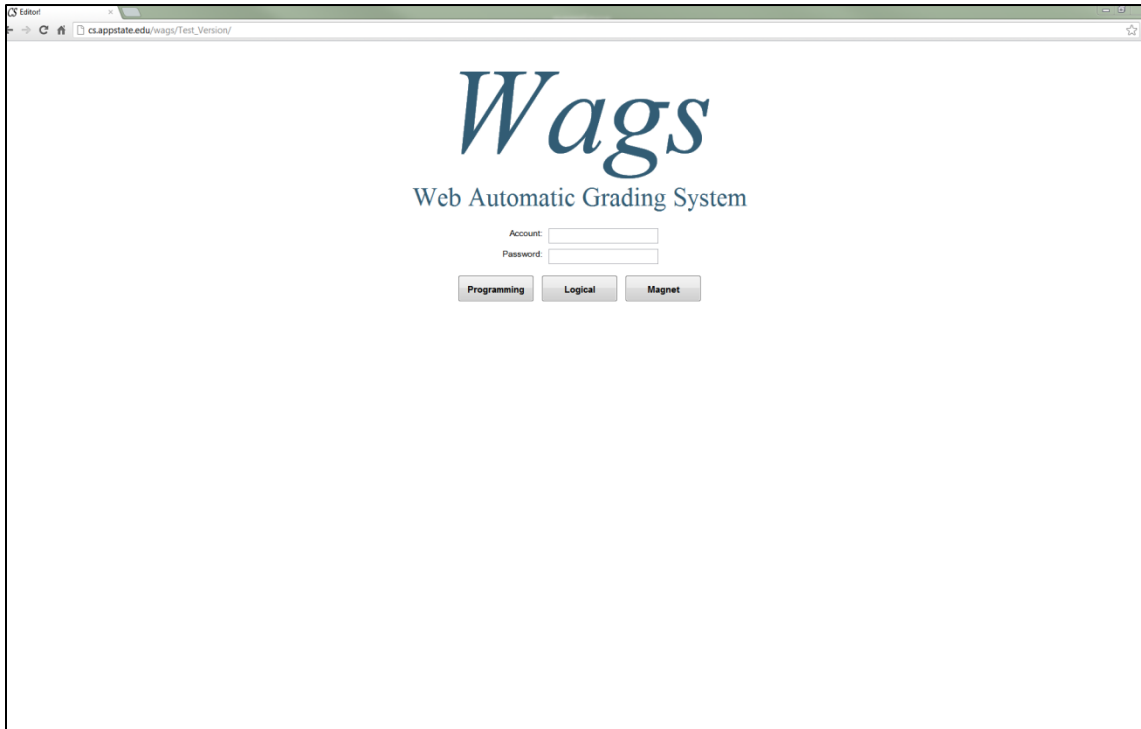 Editor!
cs.appstate.edu/wags/Test_Version/
Wags
Web Automatic Grading System
Account:
Password:
Programming Logical Magnet